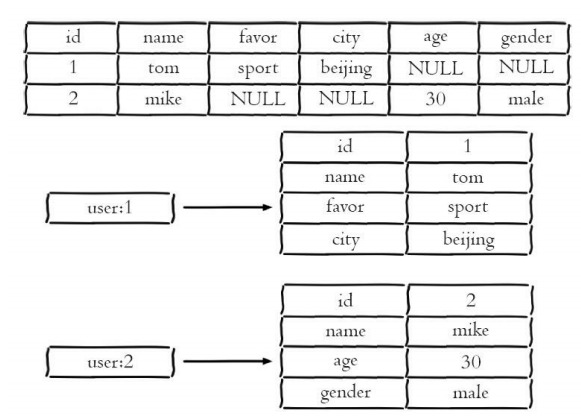 id name favor city age gender
1 tom sport beijing NULL NULL
2 mike NULL NULL 30 male
id 1
name tom
user:1 favor sport
city beijing
id 2
name mike
user:2 age 30
gender male